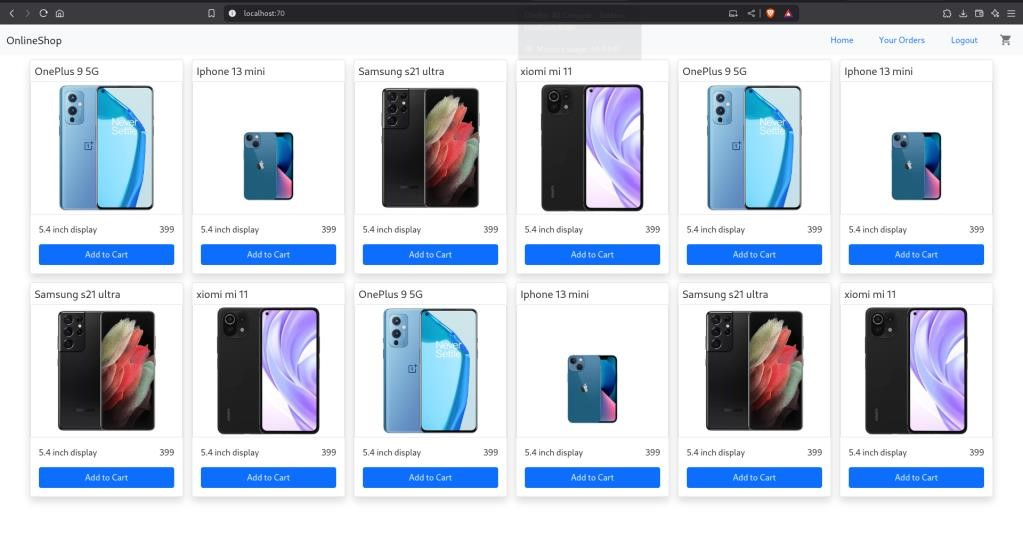 localhost:70
OnlineShop
Home Your Orders Logout
OnePlus 9 5G Iphone 13 mini Samsung s21 ultra xiomi mi 11 OnePlus 9 5G Iphone 13 mini
Never Never
Settle Settle
5.4 inch display 399 5.4 inch display 399 5.4 inch display 399 5.4 inch display 399 5.4 inch display 399 5.4 inch display 399
Add to Cart Add to Cart Add to Cart Add to Cart Add to Cart Add to Cart
Samsung s21 ultra xiomi mi 11 OnePlus 9 5G Iphone 13 mini Samsung s21 ultra xiomi mi 11
Never
Settle
5.4 inch display 399 5.4 inch display 399 5.4 inch display 399 5.4 inch display 399 5.4 inch display 399 5.4 inch display 399
Add to Cart Add to Cart Add to Cart Add to Cart Add to Cart Add to Cart